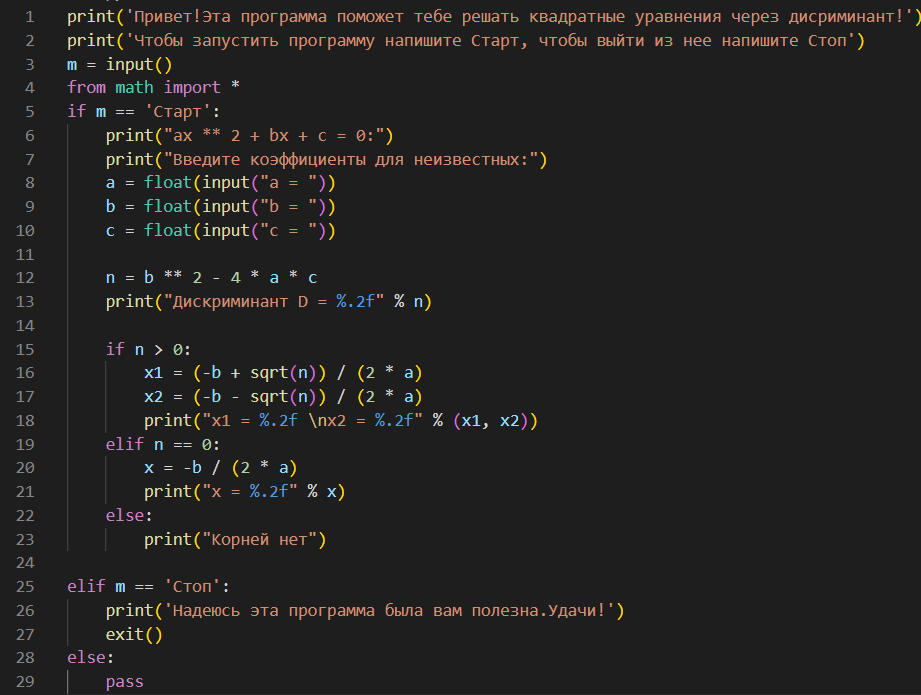 1 print('Привет!Эта программа поможет тебе решать квадратные уравнения через дисриминант!')
2 print('Чтобы запустить программу напишите Старт, чтобы выйти из нее напишите Стоп')
3 m = input()
4 from math import *
5 if m == 'Старт':
6     print("ax ** 2 + bx + c = 0:")
7     print("Введите коэффициенты для неизвестных:")
8     a = float(input("a = "))
9     b = float(input("b = "))
10     c = float(input("c = "))
11
12     n = b ** 2 - 4 * a * c
13     print("Дискриминант D = %.2f" % n)
14
15     if n > 0:
16         x1 = (-b + sqrt(n)) / (2 * a)
17         x2 = (-b - sqrt(n)) / (2 * a)
18         print("x1 = %.2f \nx2 = %.2f" % (x1, x2))
19     elif n == 0:
20         x = -b / (2 * a)
21         print("x = %.2f" % x)
22     else:
23         print("Корней нет")
24
25 elif m == 'Стоп':
26     print('Надеюсь эта программа была вам полезна.Удачи!')
27     exit()
28 else:
29     pass